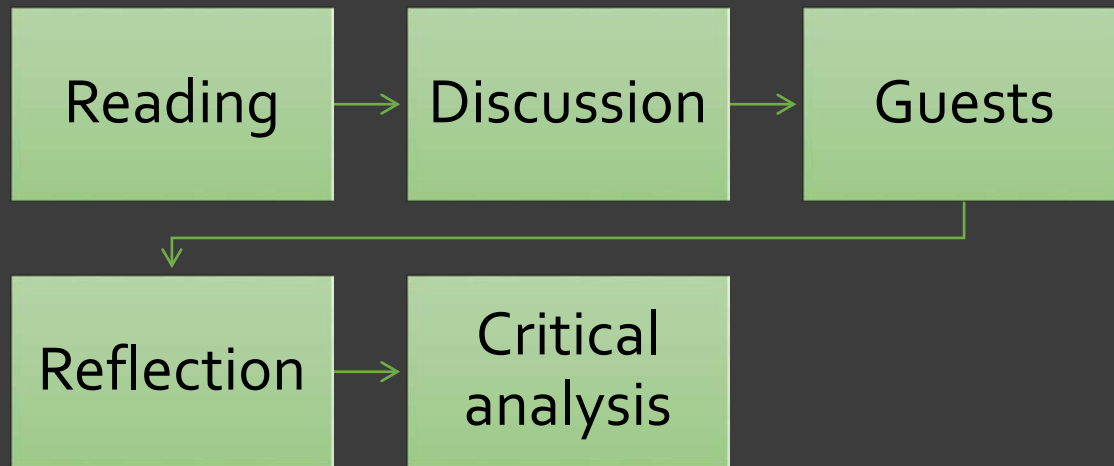 Reading
Discussion
Guests
Reflection
Critical
analysis